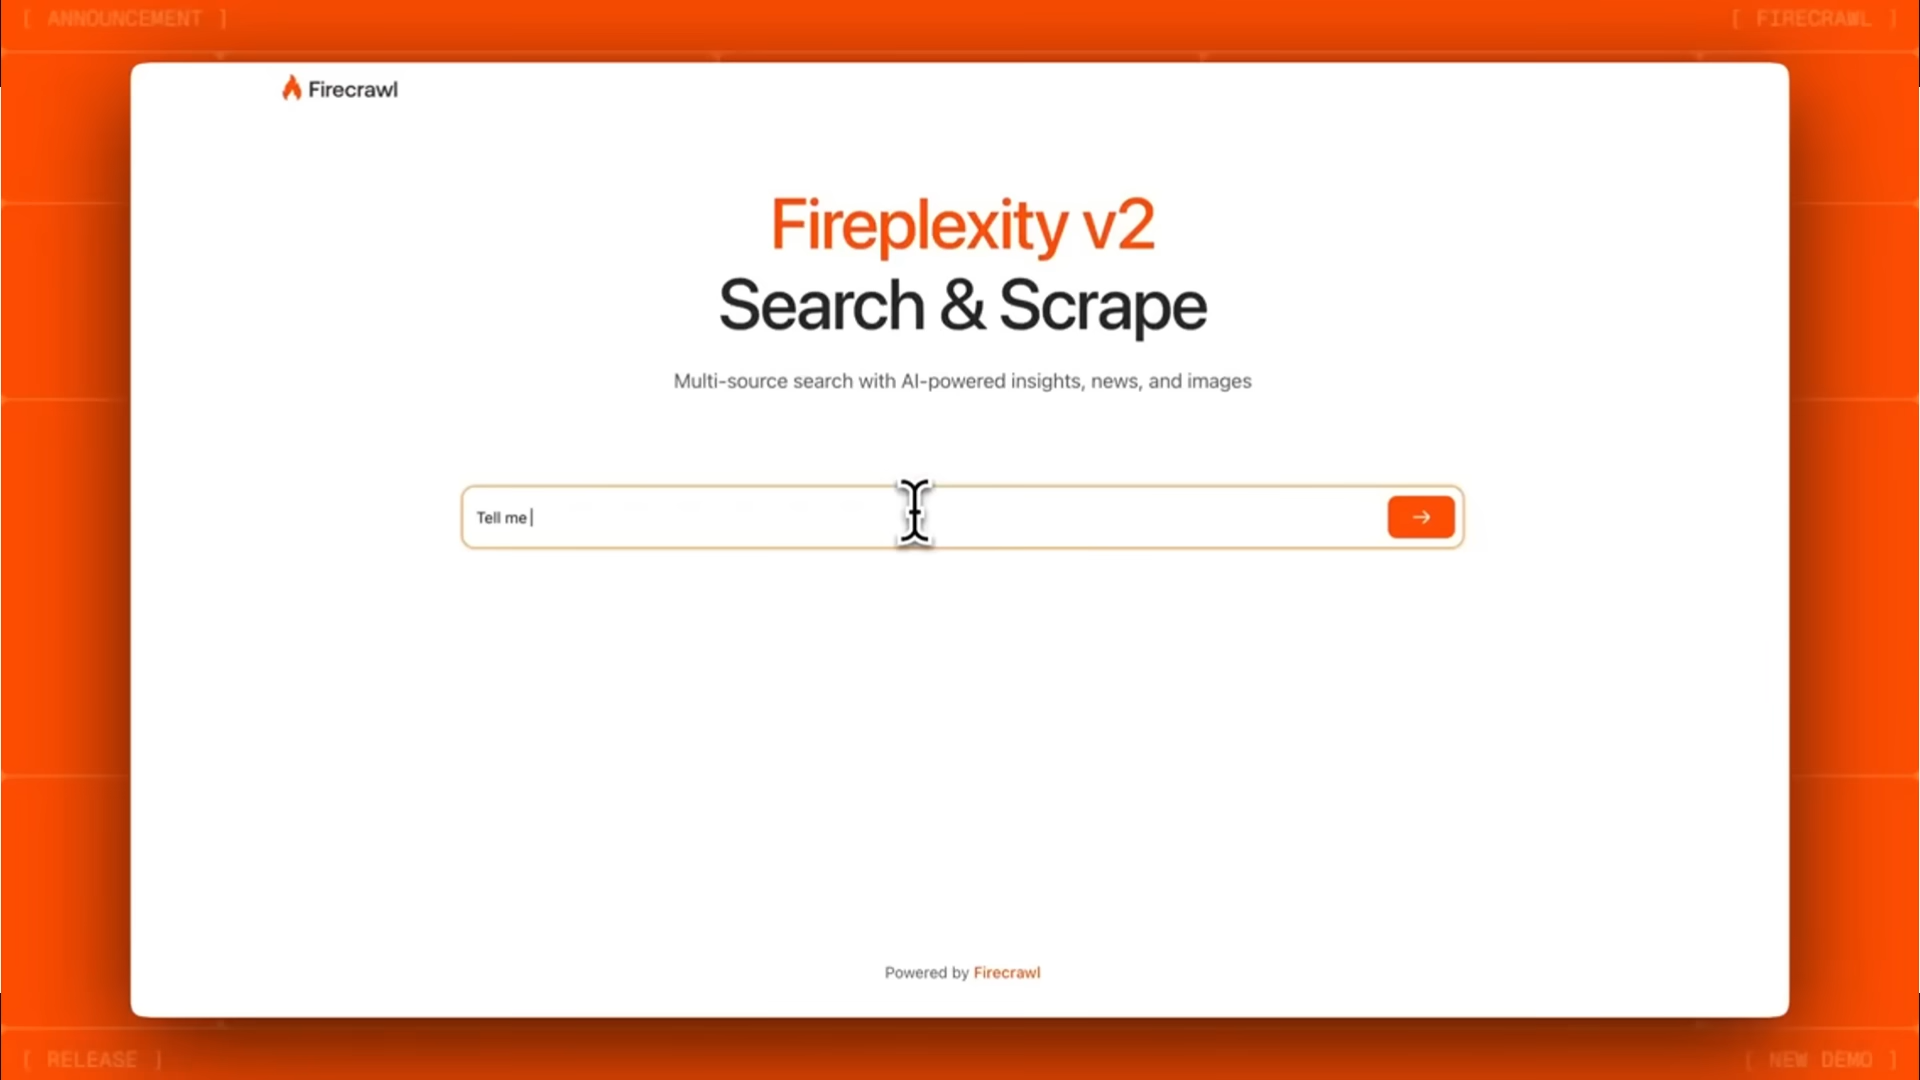 [ ANNOUNCEMENT ]
[ FIRECRAWL ]
Firecrawl
Fireplexity v2
Search & Scrape
Multi-source search with AI-powered insights, news, and images
Tell me
Powered by Firecrawl
[ RELEASE ]
[ NEW DEMO ]